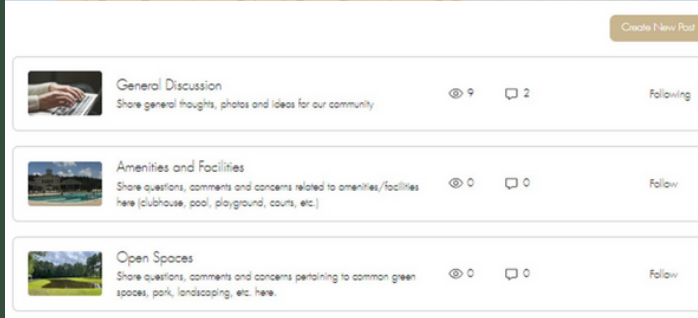 Create New Post
General Discussion
Share general thoughts, photos and ideas for our community
9
2
Following
Amenities and Facilities
Share questions, comments and concerns related to amenities/facilities
here (clubhouse, pool, playground, courts, etc.)
0
0
Follow
Open Spaces
Share questions, comments and concerns pertaining to common green
spaces, park, landscaping, etc. here.
0
0
Follow